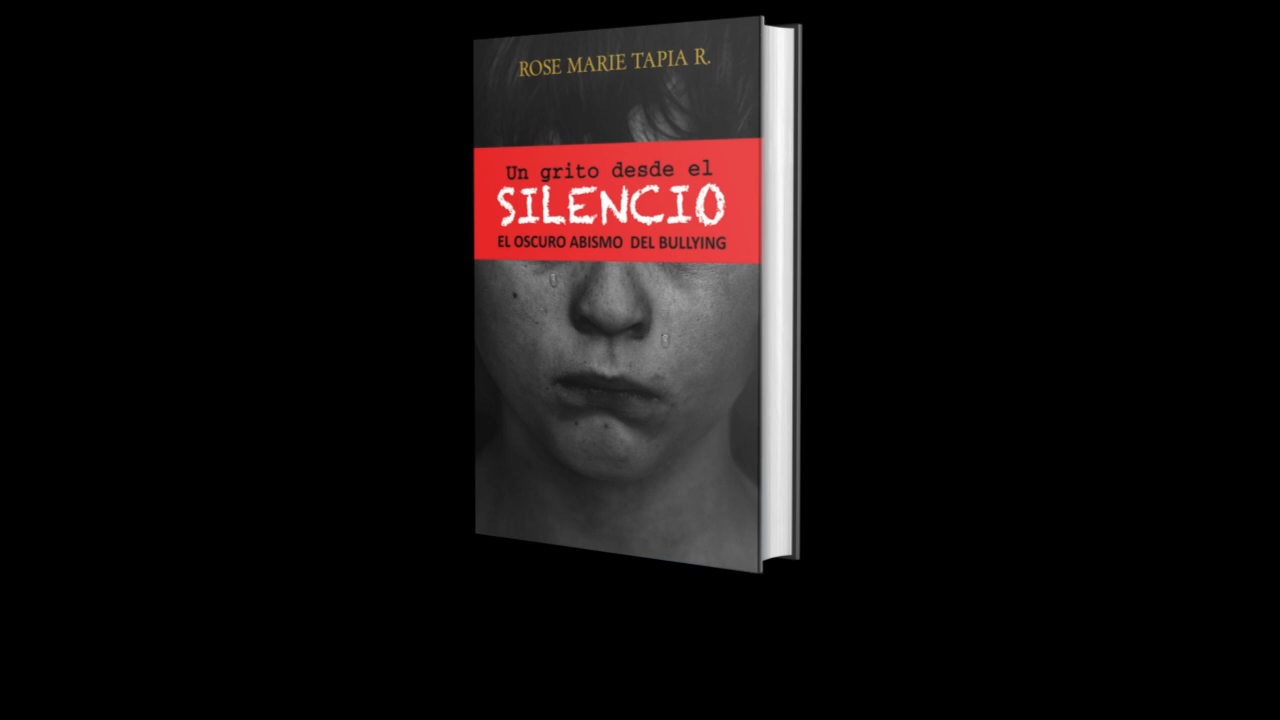 ROSE MARIE TAPIA R.
Un grito desde el
SILENCIO
EL OSCURO ABISMO DEL BULLYING